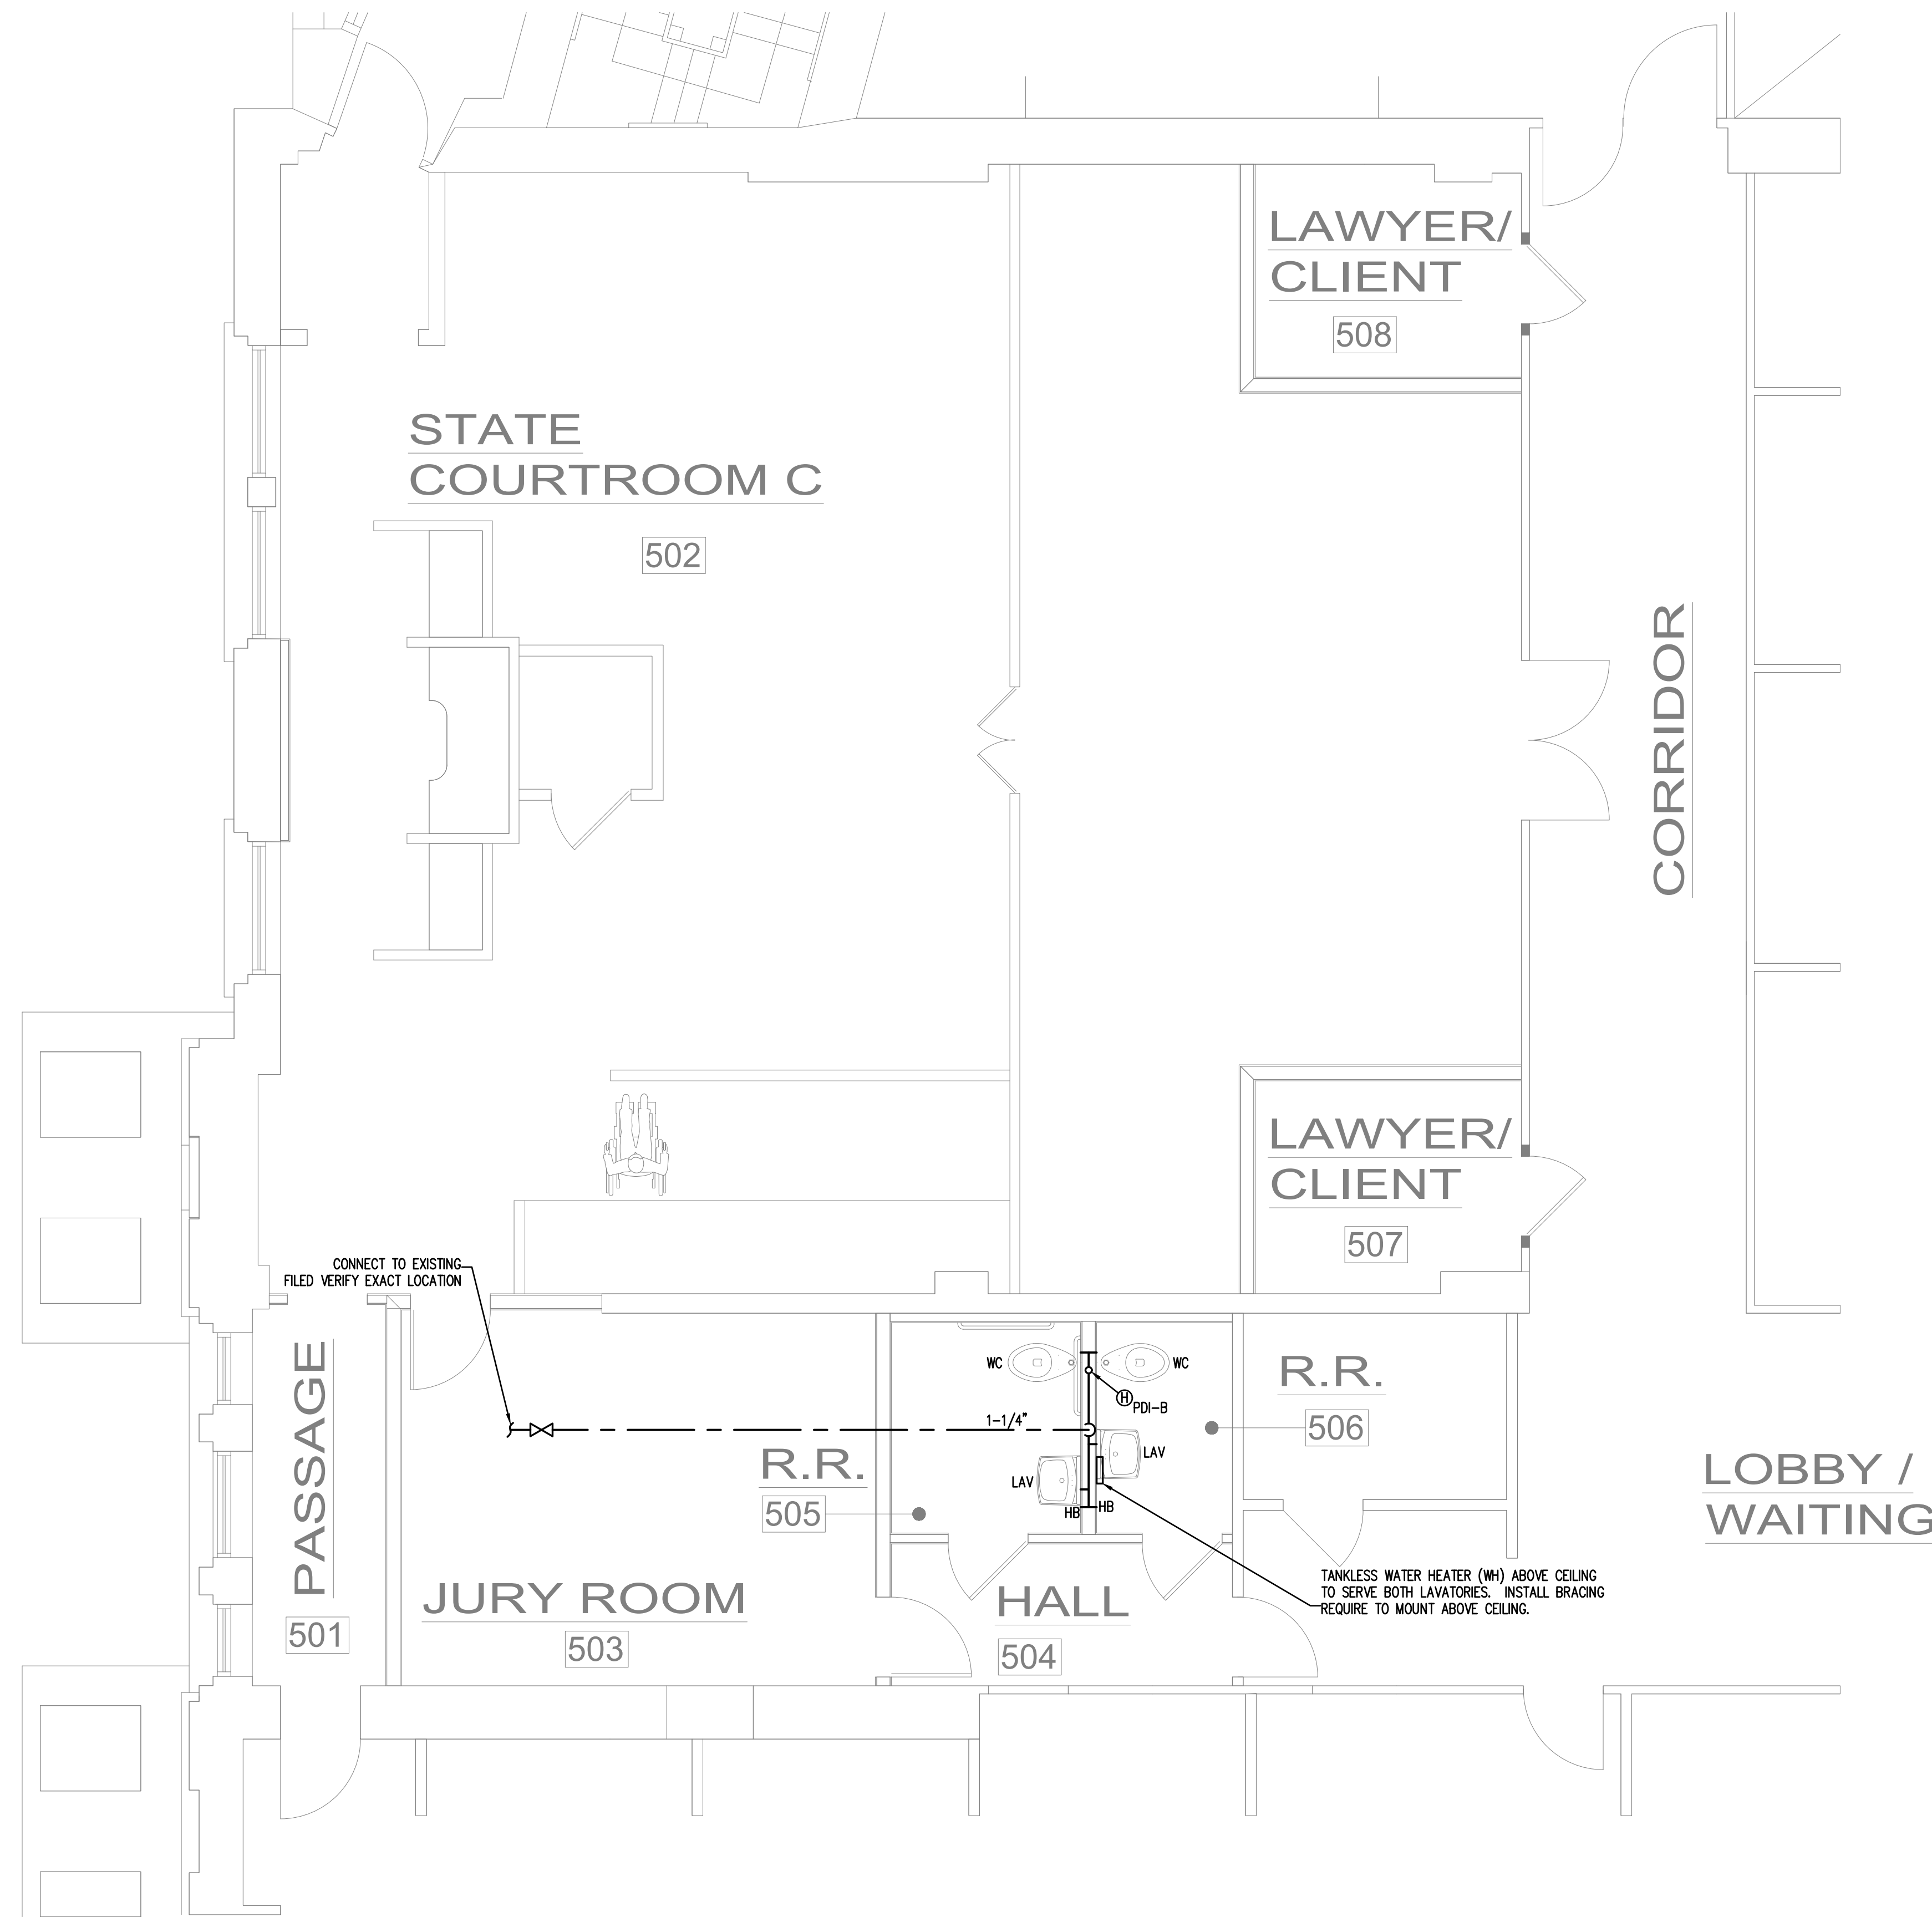 LAWYER/
CLIENT
508
STATE
COURTROOM C
502
CORRIDOR
LAWYER/
CLIENT
507
CONNECT TO EXISTING
FILED VERIFY EXACT LOCATION
PASSAGE
501
WC
WC
H
PDI-B
1-1/4"
R.R.
506
R.R.
505
LAV
LAV
HB
HB
LOBBY /
WAITING
TANKLESS WATER HEATER (WH) ABOVE CEILING
TO SERVE BOTH LAVATORIES. INSTALL BRACING
REQUIRE TO MOUNT ABOVE CEILING.
JURY ROOM
503
HALL
504